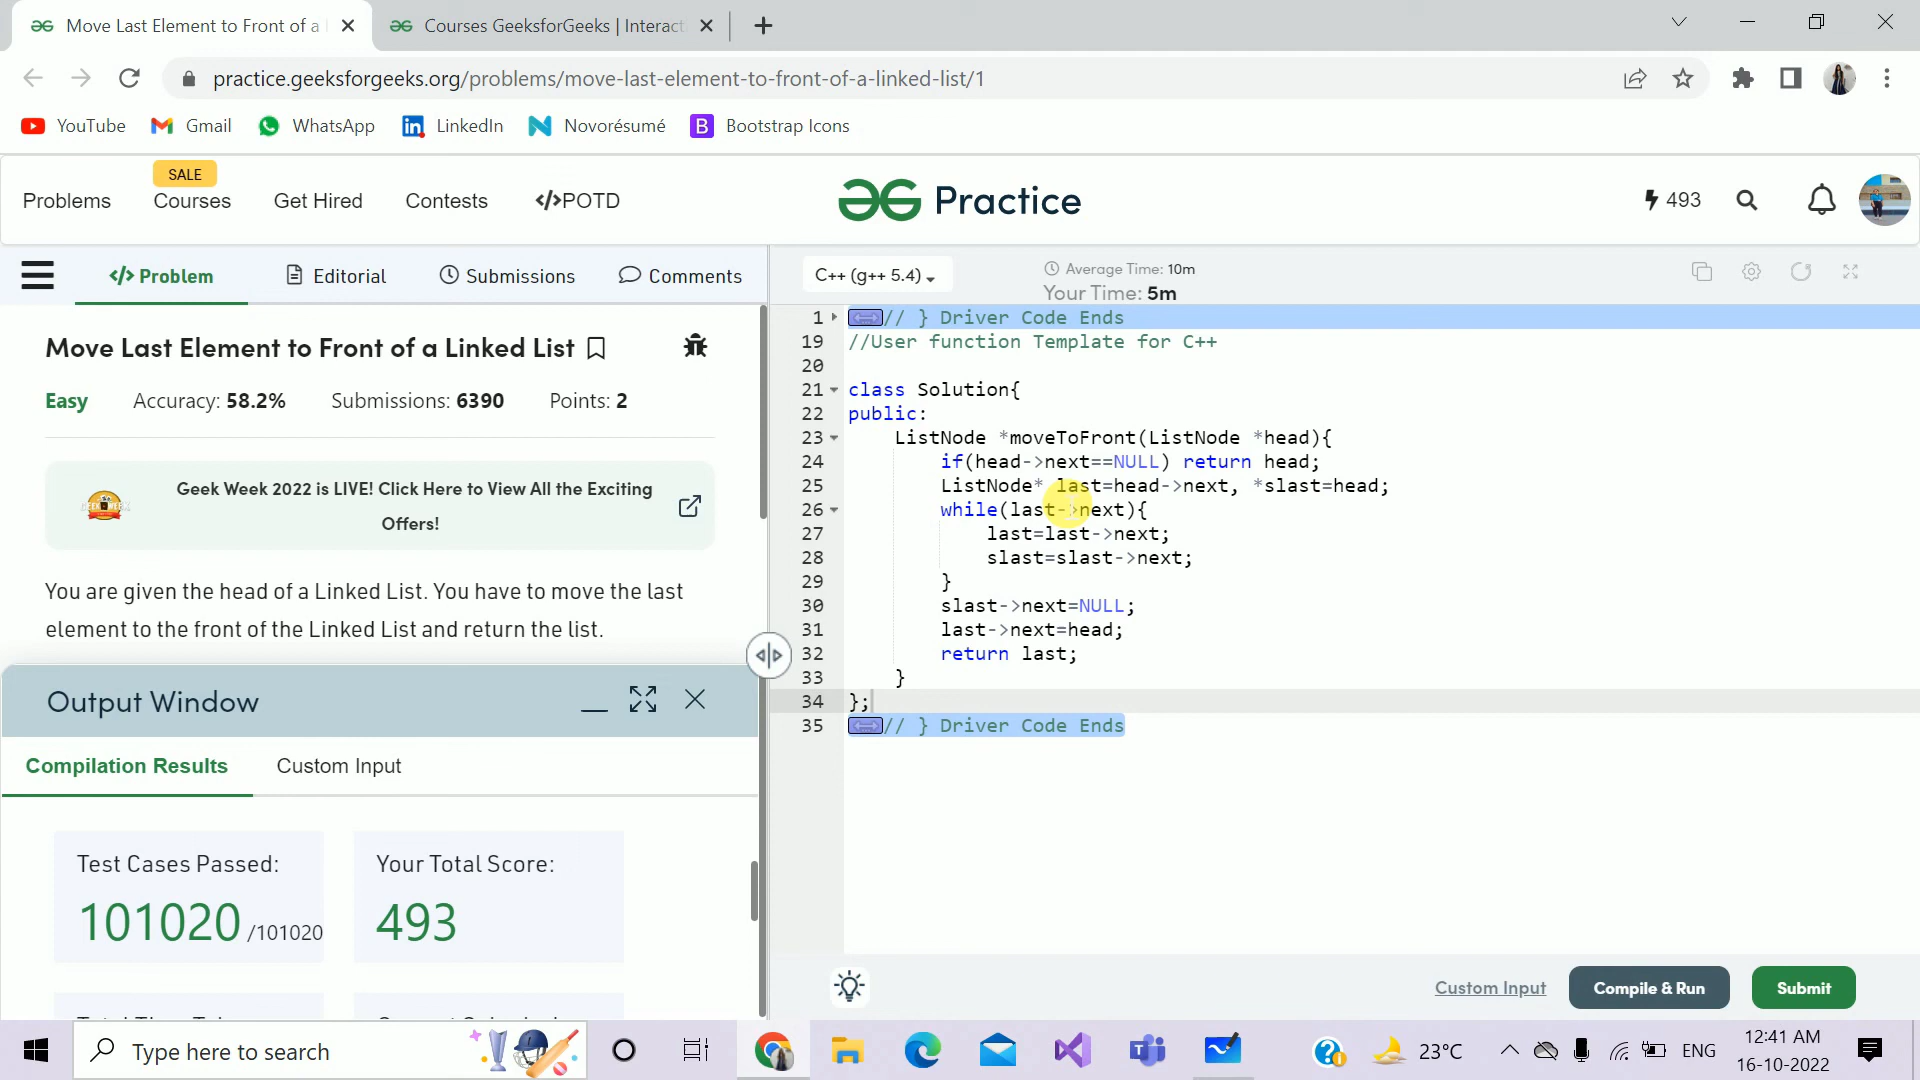 Move Last Element to Front of a
Courses GeeksforGeeks | Interact
practice.geeksforgeeks.org/problems/move-last-element-to-front-of-a-linked-list/1
YouTube Gmail WhatsApp LinkedIn Novorésumé Bootstrap Icons
SALE
Problems Courses Get Hired Contests </>POTD
Practice
493
</> Problem Editorial Submissions Comments
Move Last Element to Front of a Linked List
Easy Accuracy: 58.2% Submissions: 6390 Points: 2
Geek Week 2022 is LIVE! Click Here to View All the Exciting
Offers!
You are given the head of a Linked List. You have to move the last
element to the front of the Linked List and return the list.
Output Window
Compilation Results Custom Input
Test Cases Passed:
101020 /101020
Your Total Score:
493
C++ (g++ 5.4)
Average Time: 10m
Your Time: 5m
1 // } Driver Code Ends
19 //User function Template for C++
20
21 class Solution{
22 public:
23 ListNode *moveToFront(ListNode *head){
24 if(head->next==NULL) return head;
25 ListNode* last=head->next, *slast=head;
26 while(last->next){
27 last=last->next;
28 slast=slast->next;
29 }
30 slast->next=NULL;
31 last->next=head;
32 return last;
33 }
34 };
35 // } Driver Code Ends
Custom Input Compile & Run Submit
Type here to search
23°C
ENG
12:41 AM
16-10-2022